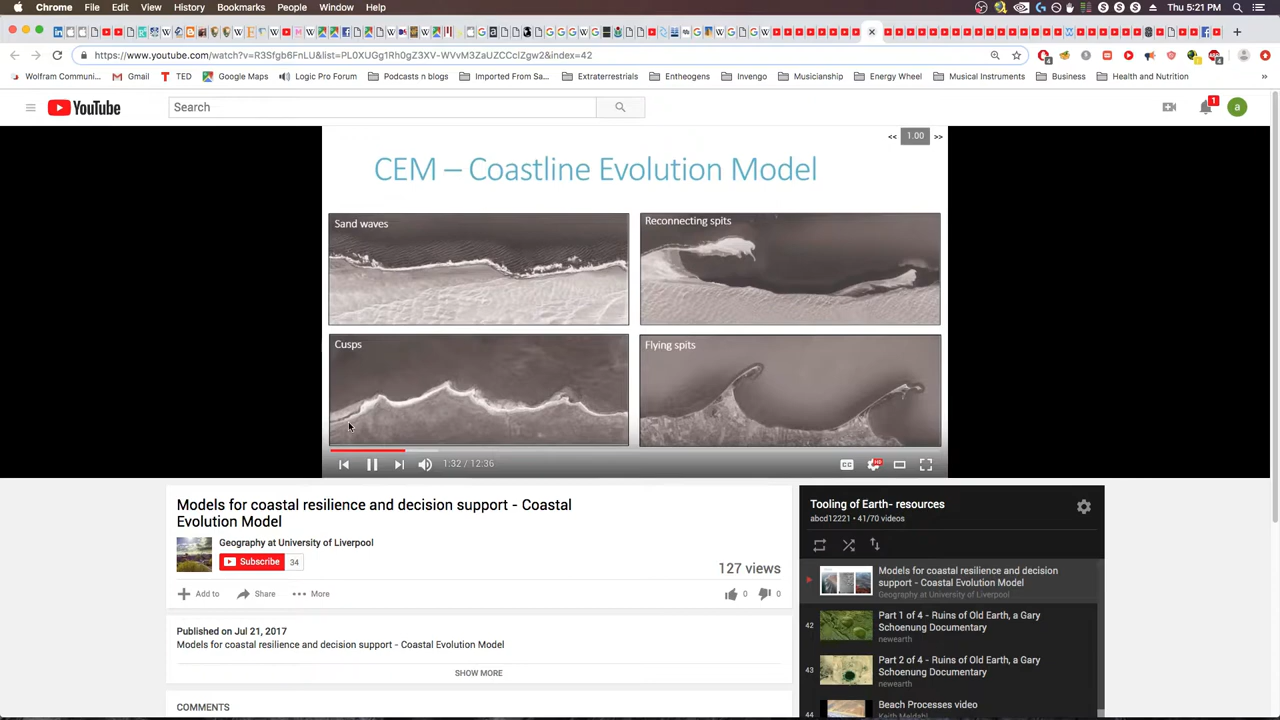 Chrome File Edit View History Bookmarks People Window Help Thu 5:21 PM
https://www.youtube.com/watch?v=R3Sfgb6FnLU&list=PL0XUGg1Rh0gZ3XV-WVvM3ZaUZCCclZgw2&index=42
Wolfram Communi... Gmail TED Google Maps Logic Pro Forum Podcasts n blogs Imported From Sa... Extraterrestrials Entheogens Invengo Musicianship Energy Wheel Musical Instruments Business Health and Nutrition »
YouTube Search 1 a
<< 1.00 >>
CEM – Coastline Evolution Model
Sand waves
Reconnecting spits
Cusps
Flying spits
1:32 / 12:36 CC HD
Models for coastal resilience and decision support - Coastal
Evolution Model
Geography at University of Liverpool
Subscribe 34
127 views
Add to Share More 0 0
Published on Jul 21, 2017
Models for coastal resilience and decision support - Coastal Evolution Model
SHOW MORE
COMMENTS
Tooling of Earth- resources
abcd12221 • 41/70 videos
Models for coastal resilience and decision
support - Coastal Evolution Model
Geography at University of Liverpool
42
Part 1 of 4 - Ruins of Old Earth, a Gary
Schoenung Documentary
newearth
43
Part 2 of 4 - Ruins of Old Earth, a Gary
Schoenung Documentary
newearth
44
Beach Processes video
Keith Meldahl